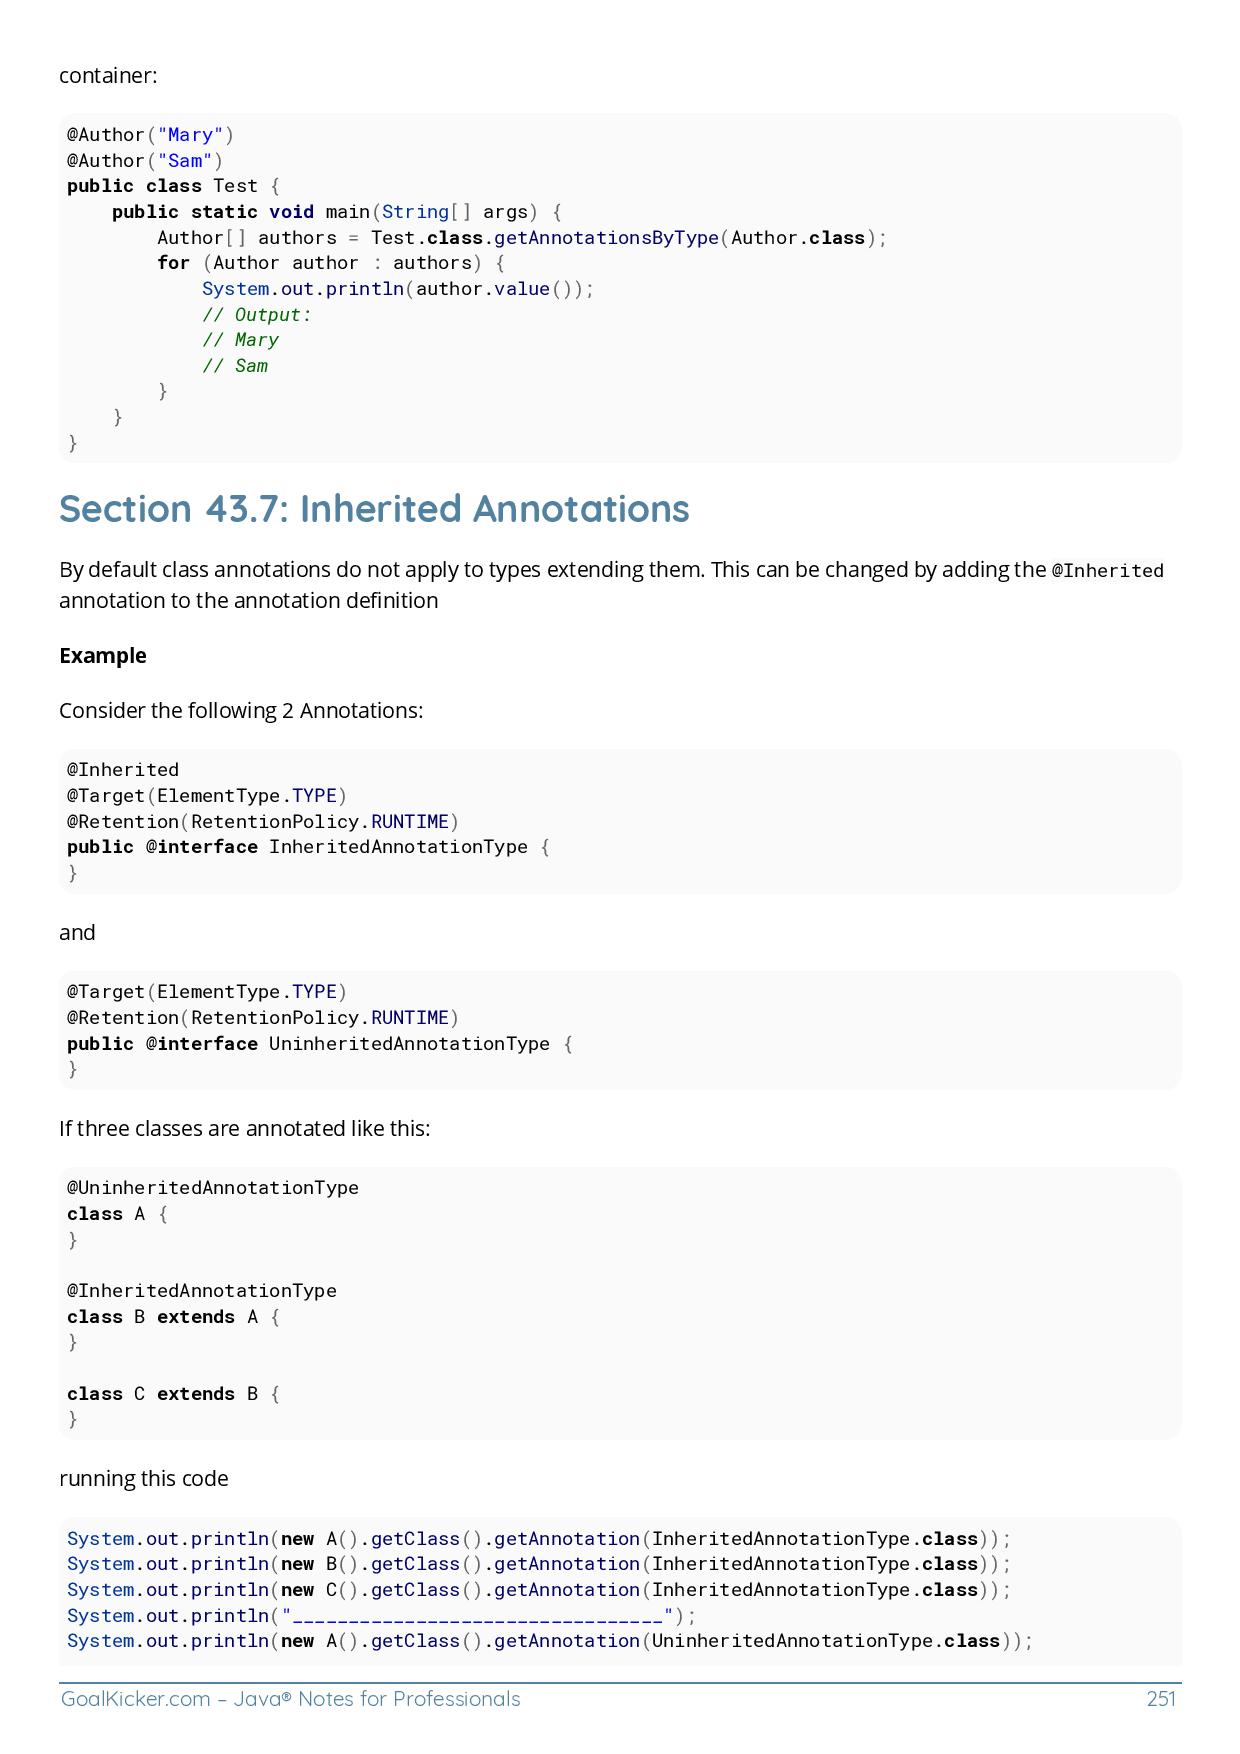 container:
@Author("Mary")
@Author("Sam")
public class Test {
    public static void main(String[] args) {
        Author[] authors = Test.class.getAnnotationsByType(Author.class);
        for (Author author : authors) {
            System.out.println(author.value());
            // Output:
            // Mary
            // Sam
        }
    }
}
Section 43.7: Inherited Annotations
By default class annotations do not apply to types extending them. This can be changed by adding the @Inherited
annotation to the annotation definition
Example
Consider the following 2 Annotations:
@Inherited
@Target(ElementType.TYPE)
@Retention(RetentionPolicy.RUNTIME)
public @interface InheritedAnnotationType {
}
and
@Target(ElementType.TYPE)
@Retention(RetentionPolicy.RUNTIME)
public @interface UninheritedAnnotationType {
}
If three classes are annotated like this:
@UninheritedAnnotationType
class A {
}
@InheritedAnnotationType
class B extends A {
}
class C extends B {
}
running this code
System.out.println(new A().getClass().getAnnotation(InheritedAnnotationType.class));
System.out.println(new B().getClass().getAnnotation(InheritedAnnotationType.class));
System.out.println(new C().getClass().getAnnotation(InheritedAnnotationType.class));
System.out.println("_________________________________");
System.out.println(new A().getClass().getAnnotation(UninheritedAnnotationType.class));
GoalKicker.com – Java® Notes for Professionals
251